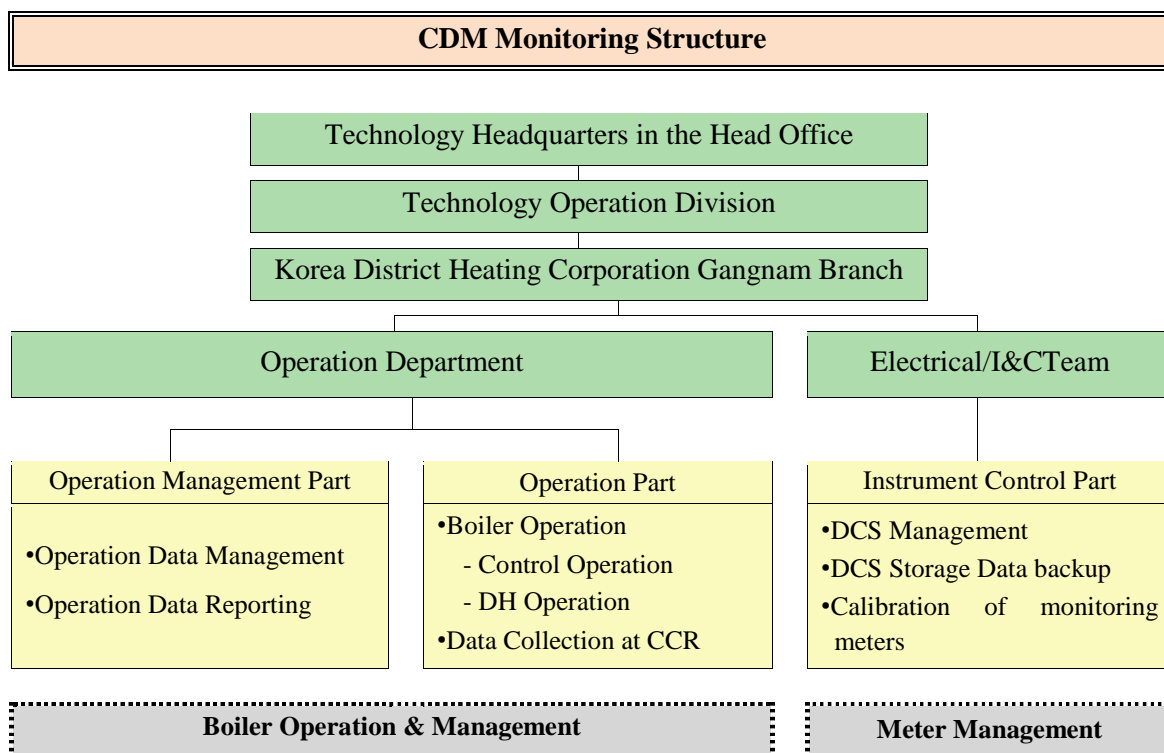 CDM Monitoring Structure
Technology Headquarters in the Head Office
Technology Operation Division
Korea District Heating Corporation Gangnam Branch
Operation Department
Electrical/I&CTeam
Operation Management Part
•Operation Data Management
•Operation Data Reporting
Operation Part
•Boiler Operation
- Control Operation
- DH Operation
•Data Collection at CCR
Instrument Control Part
•DCS Management
•DCS Storage Data backup
•Calibration of monitoring
meters
Boiler Operation & Management
Meter Management